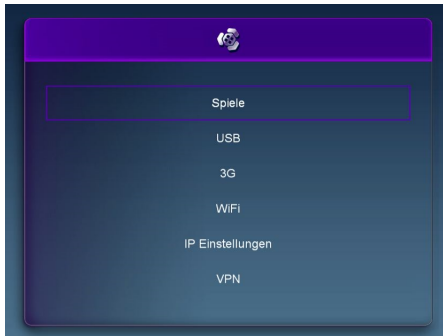 Spiele
USB
3G
WiFi
IP Einstellungen
VPN